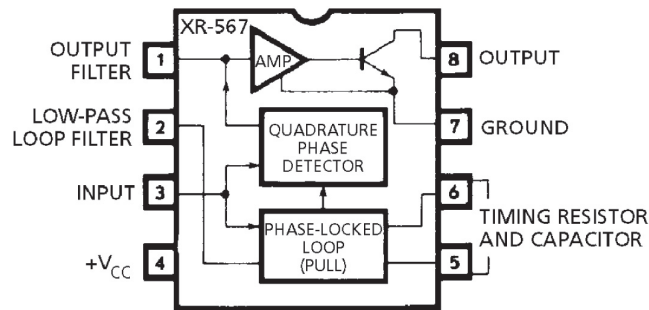 XR-567
OUTPUT
FILTER
1
AMP
8
OUTPUT
LOW-PASS
LOOP FILTER
2
QUADRATURE
PHASE
DETECTOR
7
GROUND
INPUT
3
6
TIMING RESISTOR
AND CAPACITOR
PHASE-LOCKED
LOOP
(PULL)
+VCC
4
5